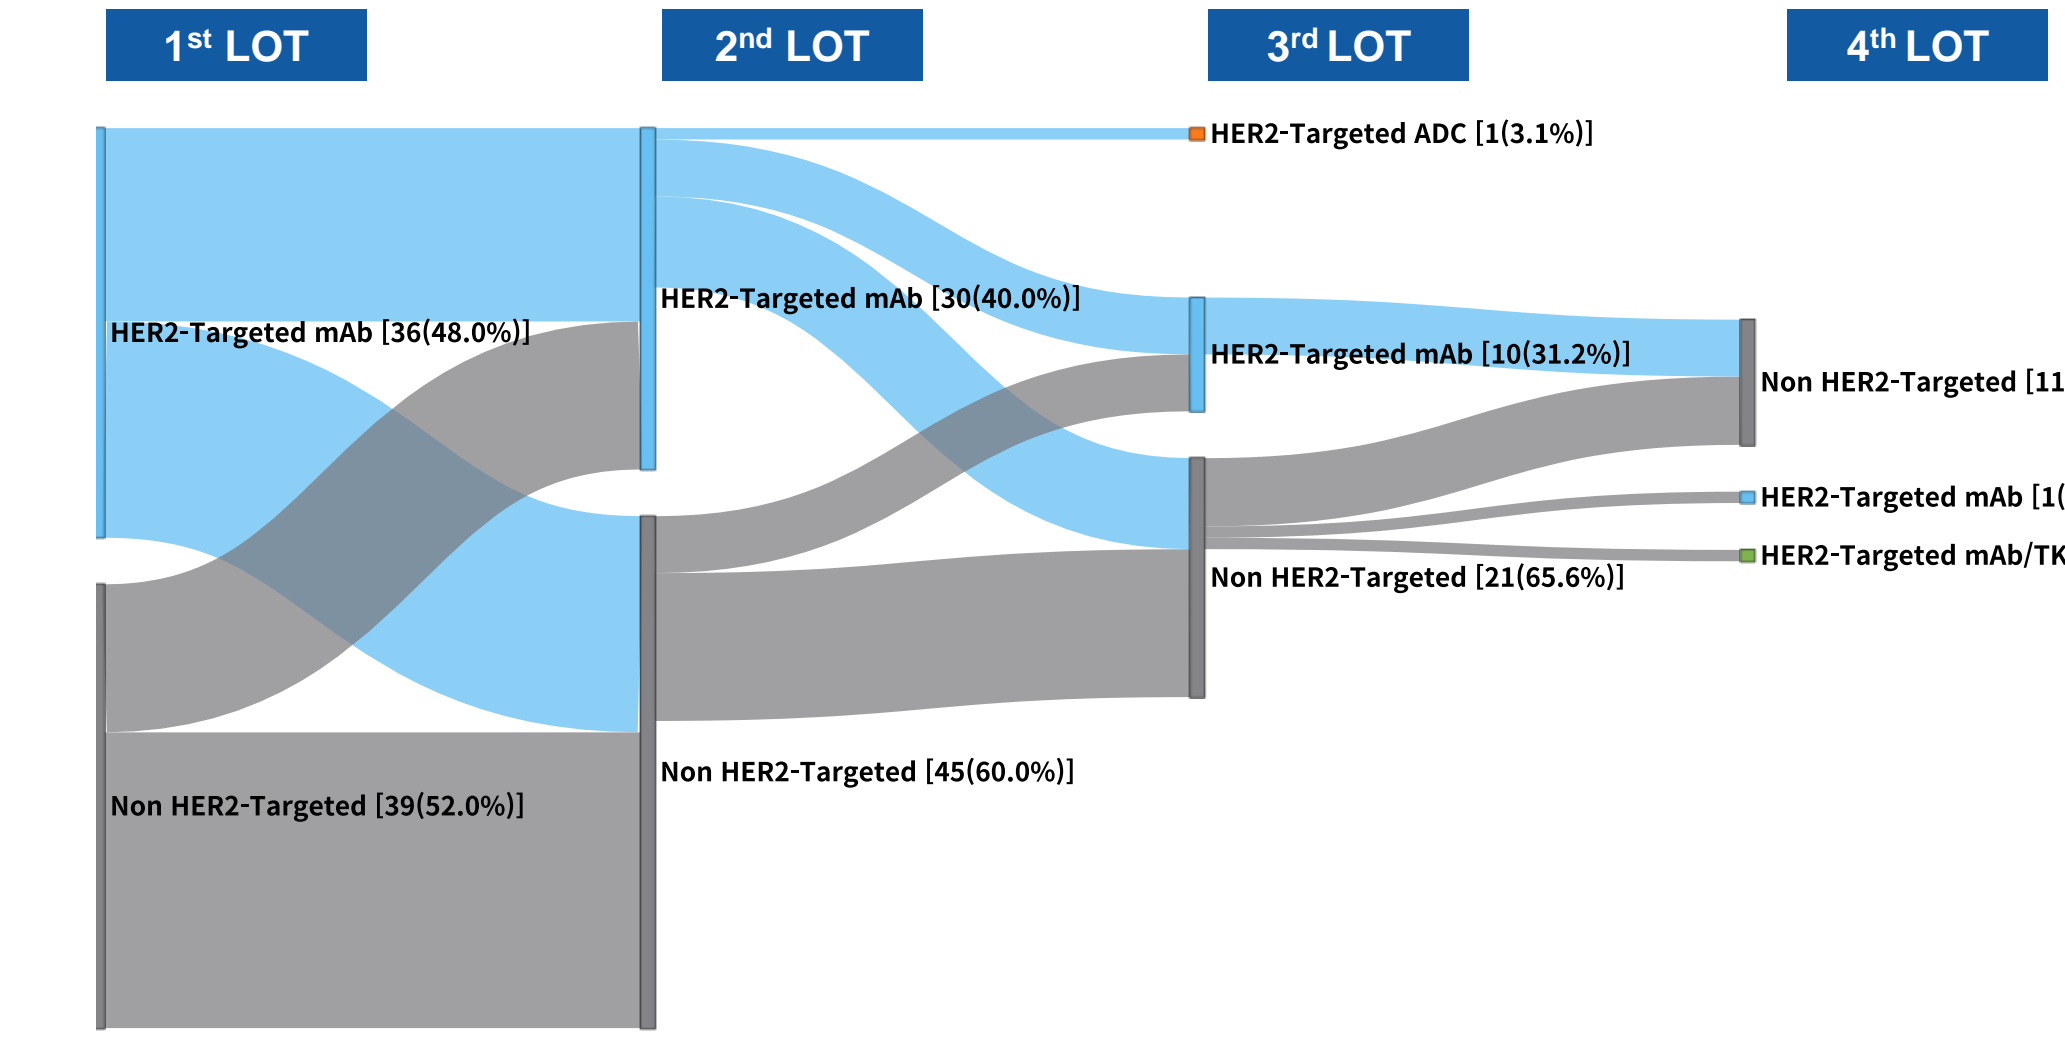 1st LOT
2nd LOT
3rd LOT
4th LOT
HER2-Targeted mAb [36(48.0%)]
Non HER2-Targeted [39(52.0%)]
HER2-Targeted mAb [30(40.0%)]
Non HER2-Targeted [45(60.0%)]
HER2-Targeted ADC [1(3.1%)]
HER2-Targeted mAb [10(31.2%)]
Non HER2-Targeted [21(65.6%)]
Non HER2-Targeted [11
HER2-Targeted mAb [1(
HER2-Targeted mAb/TK